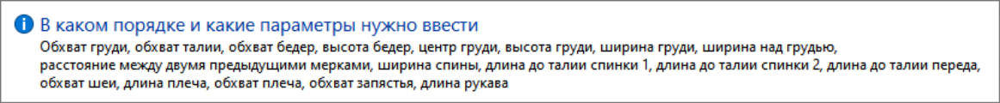 В каком порядке и какие параметры нужно ввести
Обхват груди, обхват талии, обхват бедер, высота бедер, центр груди, высота груди, ширина груди, ширина над грудью,
расстояние между двумя предыдущими мерками, ширина спины, длина до талии спинки 1, длина до талии спинки 2, длина до талии переда,
обхват шеи, длина плеча, обхват плеча, обхват запястья, длина рукава